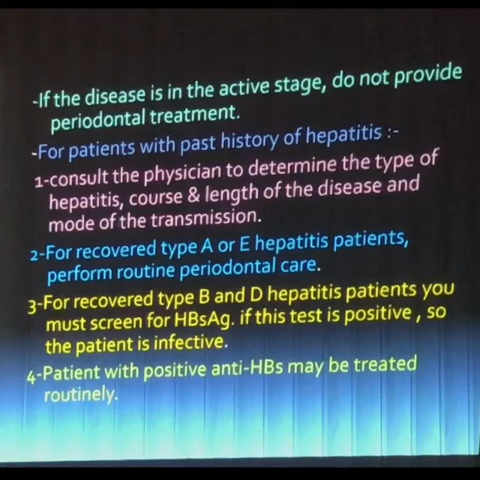 -If the disease is in the active stage, do not provide
periodontal treatment.
-For patients with past history of hepatitis :-
1-consult the physician to determine the type of
hepatitis, course & length of the disease and
mode of the transmission.
2-For recovered type A or E hepatitis patients,
perform routine periodontal care.
3-For recovered type B and D hepatitis patients you
must screen for HBsAg. if this test is positive , so
the patient is infective.
4-Patient with positive anti-HBs may be treated
routinely.